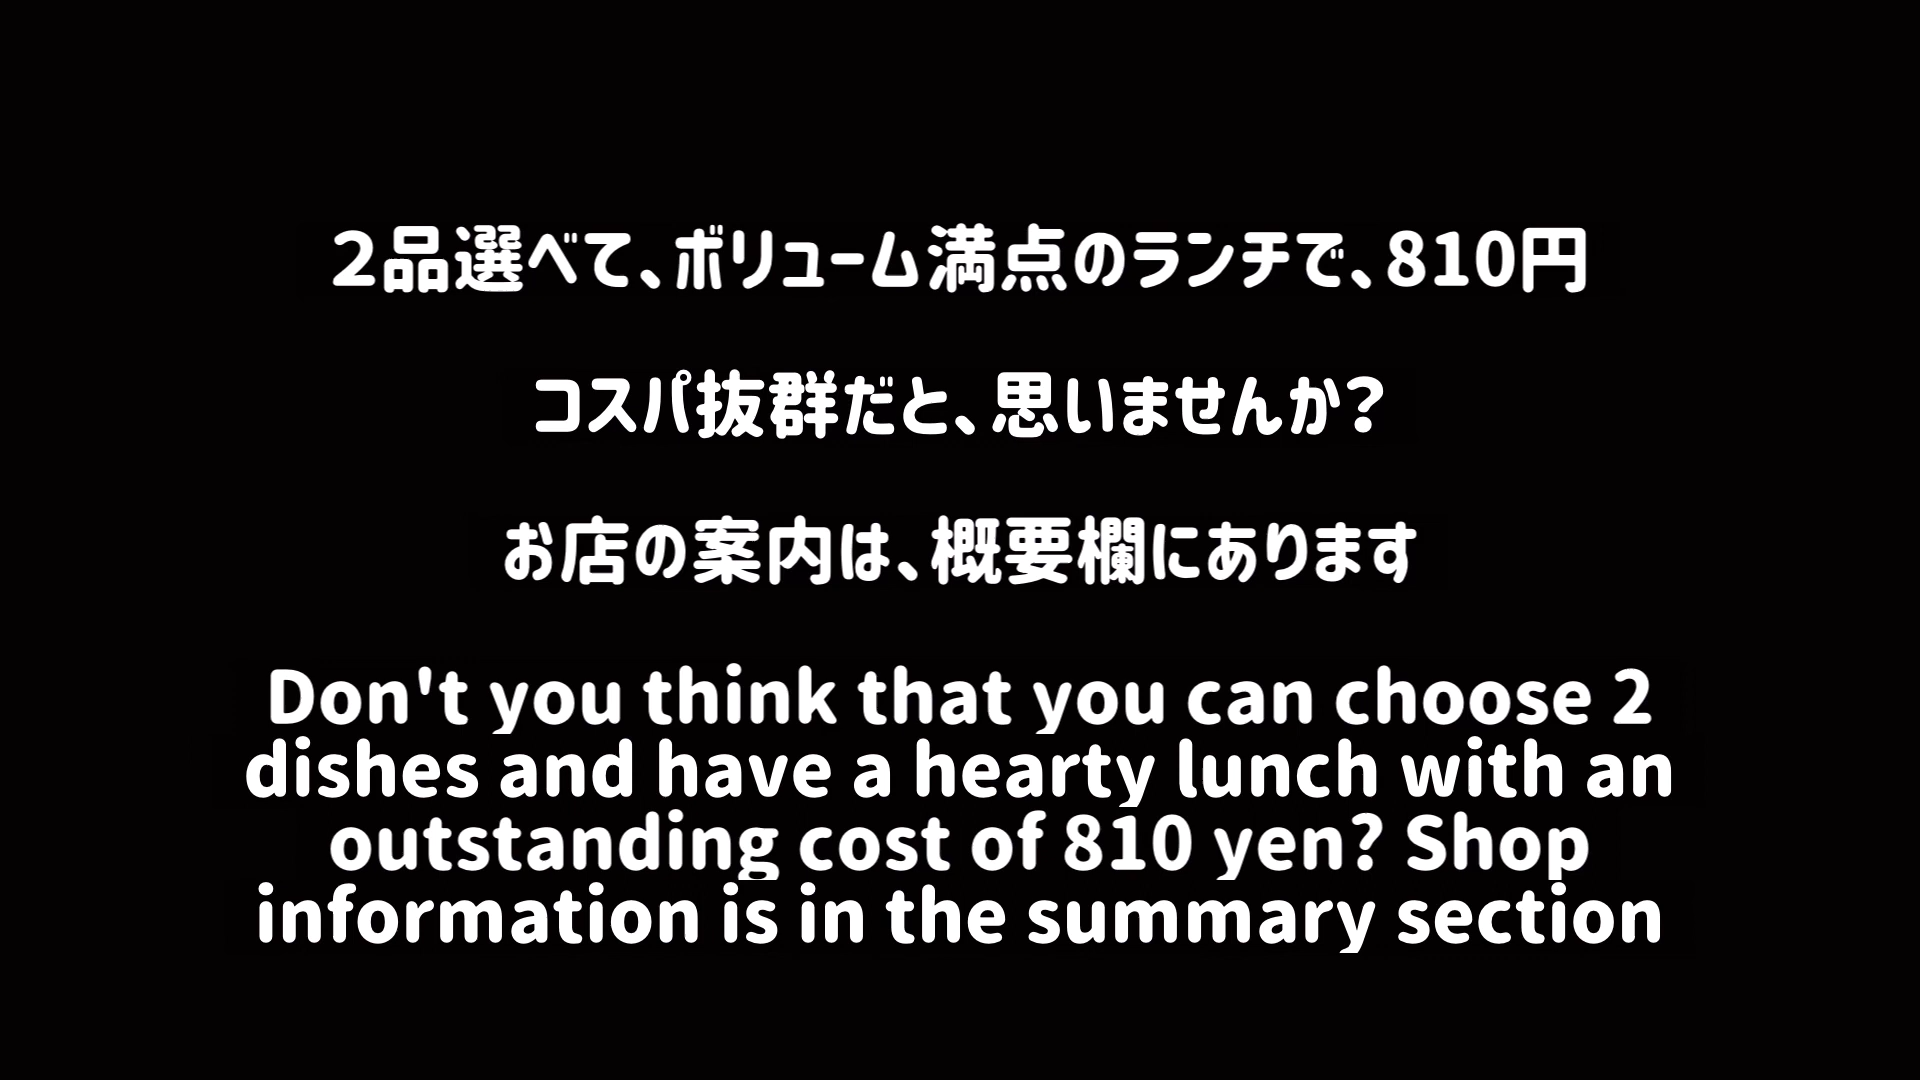 ２品選べて、ボリューム満点のランチで、810円
コスパ抜群だと、思いませんか？
お店の案内は、概要欄にあります
Don't you think that you can choose 2
dishes and have a hearty lunch with an
outstanding cost of 810 yen? Shop
information is in the summary section